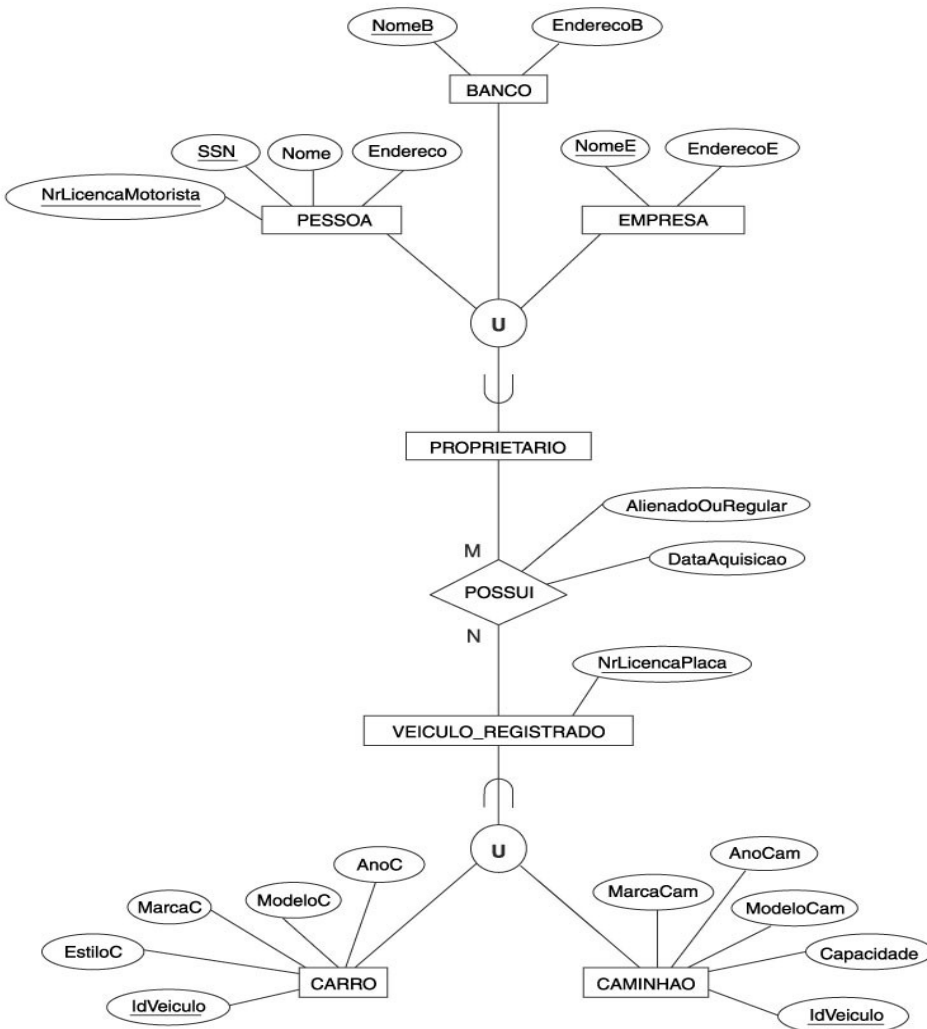 NomeB
EnderecoB
BANCO
SSN
Nome
Endereco
NomeE
EnderecoE
NrLicencaMotorista
PESSOA
EMPRESA
U
PROPRIETARIO
AlienadoOuRegular
M
DataAquisicao
POSSUI
N
NrLicencaPlaca
VEICULO_REGISTRADO
U
AnoC
AnoCam
ModeloC
MarcaCam
MarcaC
ModeloCam
EstiloC
Capacidade
CARRO
CAMINHAO
IdVeiculo
IdVeiculo